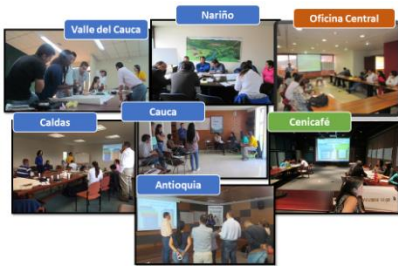 Nariño
Oficina Central
Valle del Cauca
Cauca
Caldas
Cenicafé
Antioquia